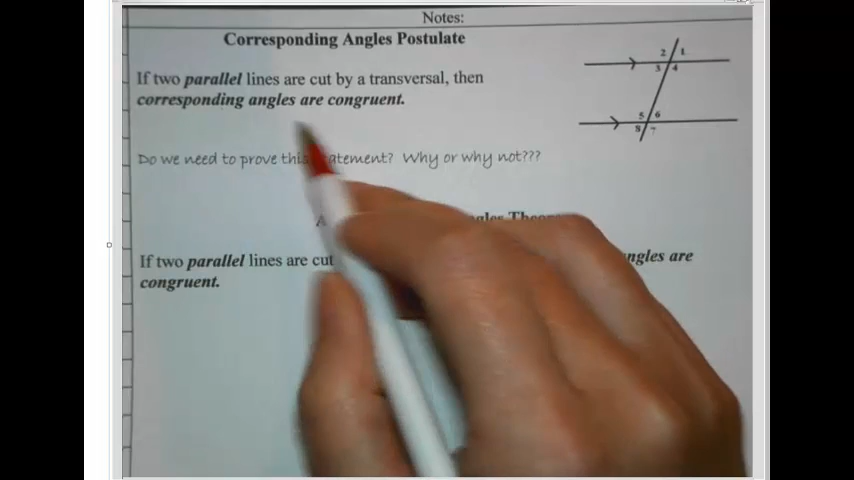 Notes:
Corresponding Angles Postulate
If two parallel lines are cut by a transversal, then
corresponding angles are congruent.
2 1
3 4
5 6
8 7
Do we need to prove this statement? Why or why not???
A
If two parallel lines are cut angles are
congruent.